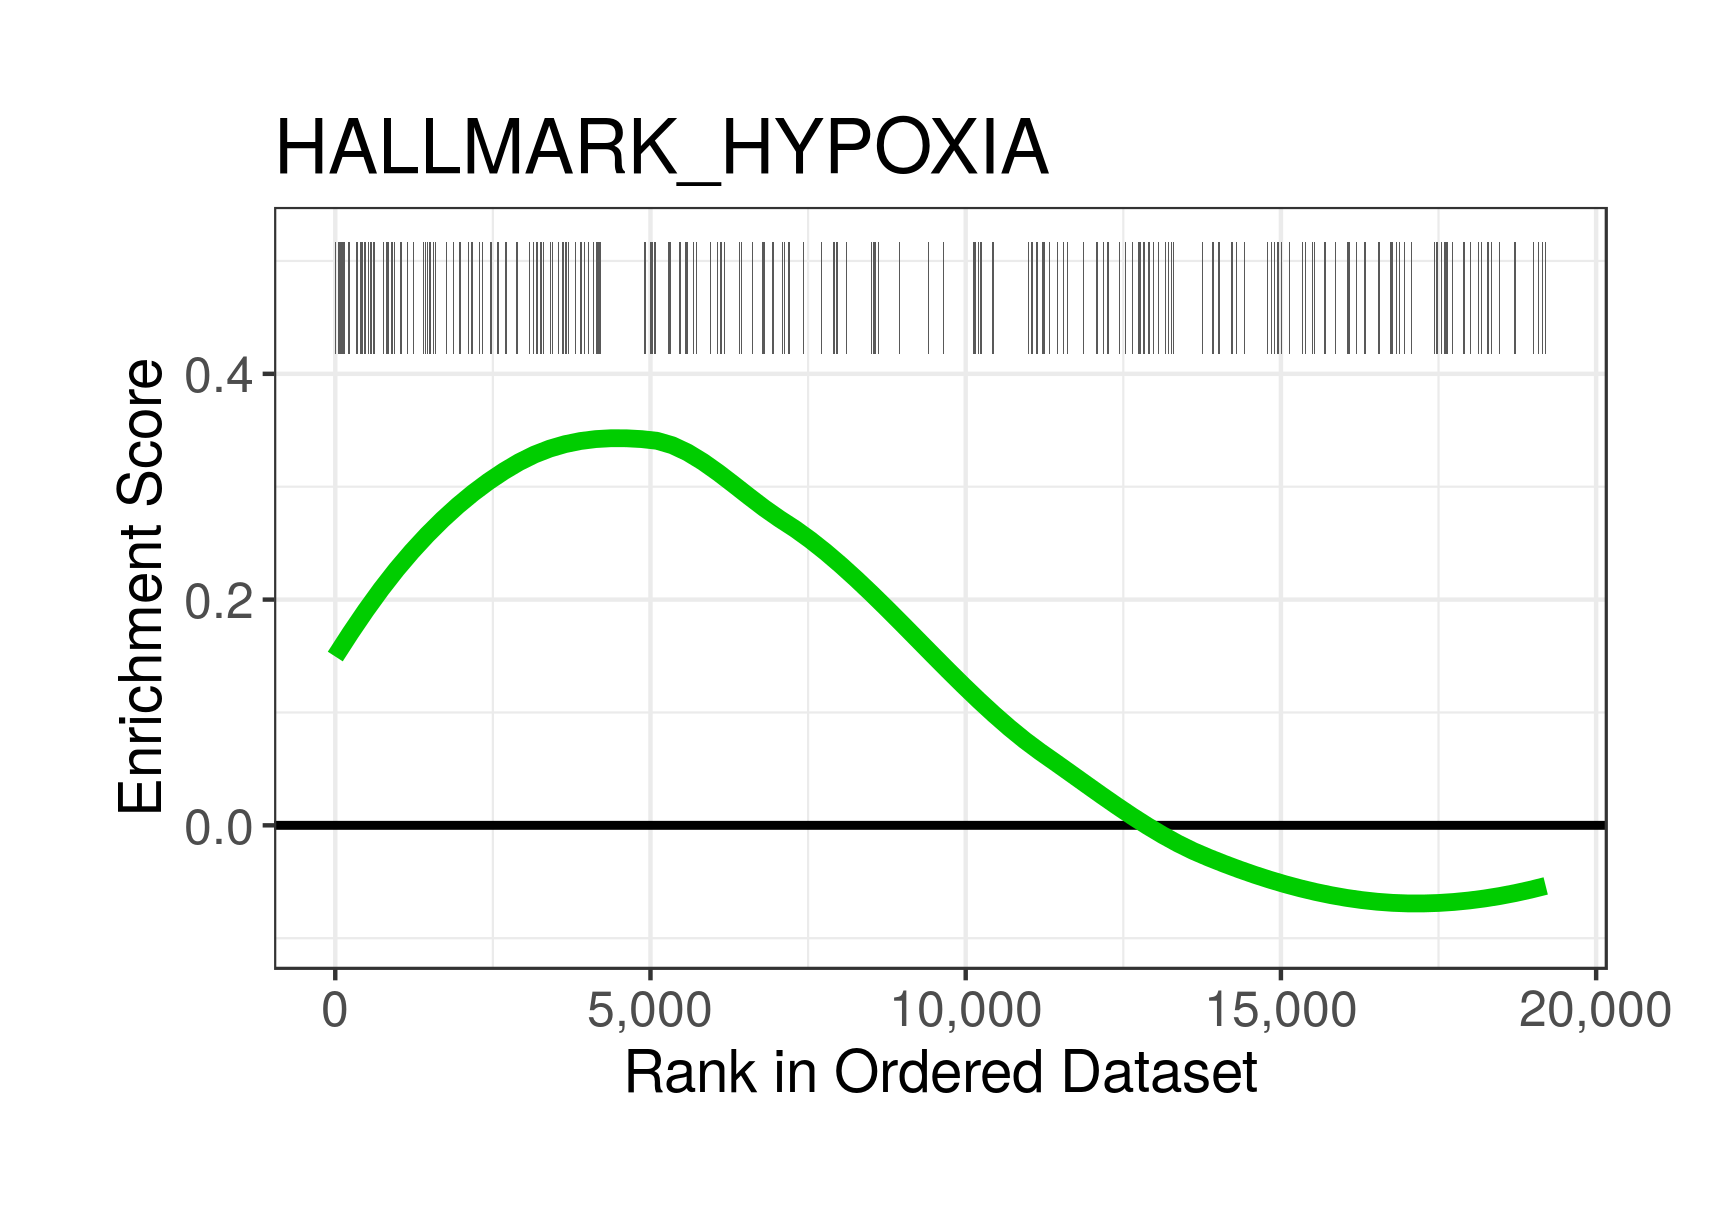 HALLMARK_HYPOXIA
Enrichment Score
0.4
0.2
0.0
0 5,000 10,000 15,000 20,000
Rank in Ordered Dataset